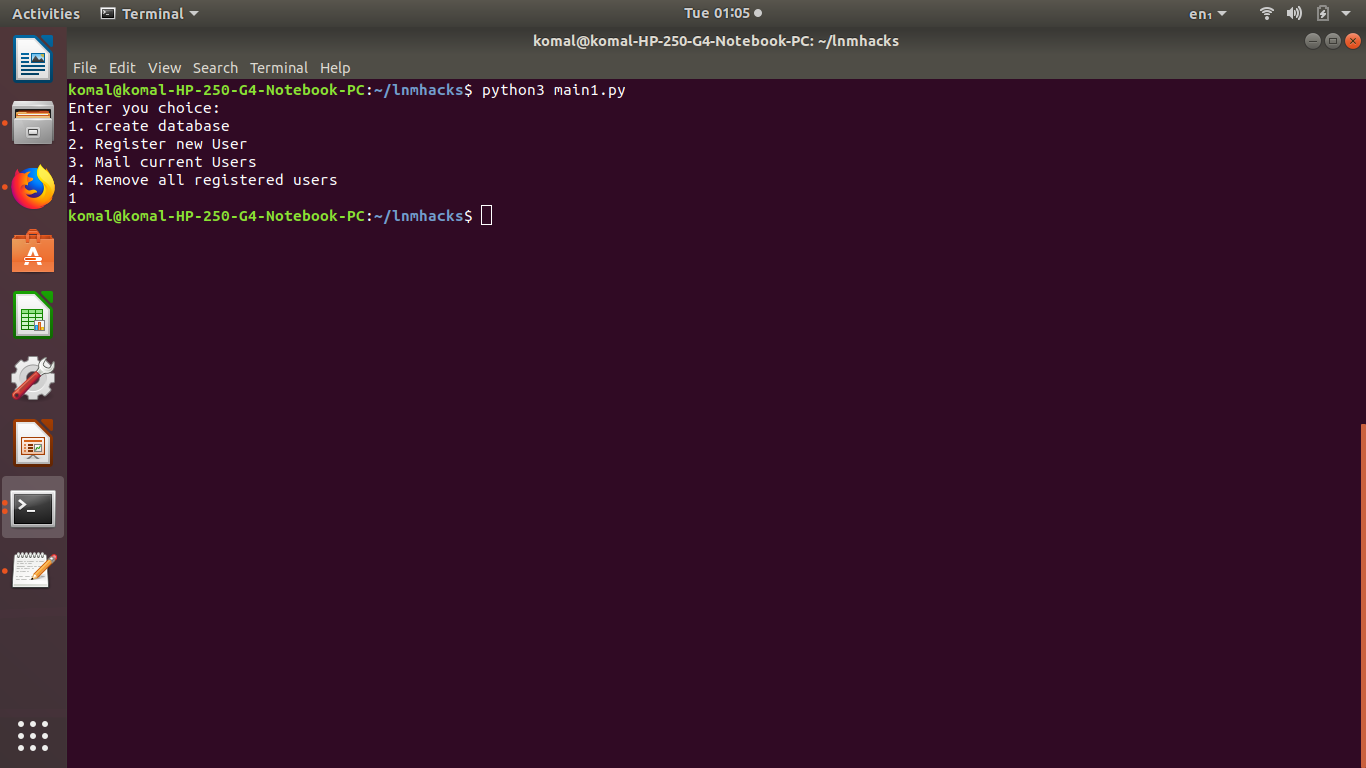 Activities Terminal Tue 01:05 en₁
komal@komal-HP-250-G4-Notebook-PC: ~/lnmhacks
File Edit View Search Terminal Help
komal@komal-HP-250-G4-Notebook-PC:~/lnmhacks$ python3 main1.py
Enter you choice:
1. create database
2. Register new User
3. Mail current Users
4. Remove all registered users
1
komal@komal-HP-250-G4-Notebook-PC:~/lnmhacks$